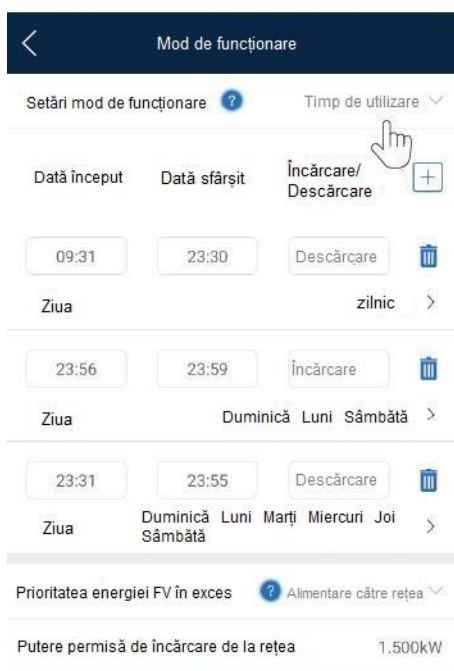 Mod de funcționare
Setări mod de funcționare ? Timp de utilizare
Dată început Dată sfârșit Încărcare/
Descărcare
09:31 23:30 Descărcare
Ziua zilnic
23:56 23:59 Încărcare
Ziua Duminică Luni Sâmbătă
23:31 23:55 Descărcare
Ziua Duminică Luni Marți Miercuri Joi
Sâmbătă
Prioritatea energiei FV în exces ? Alimentare către rețea
Putere permisă de încărcare de la rețea 1.500kW